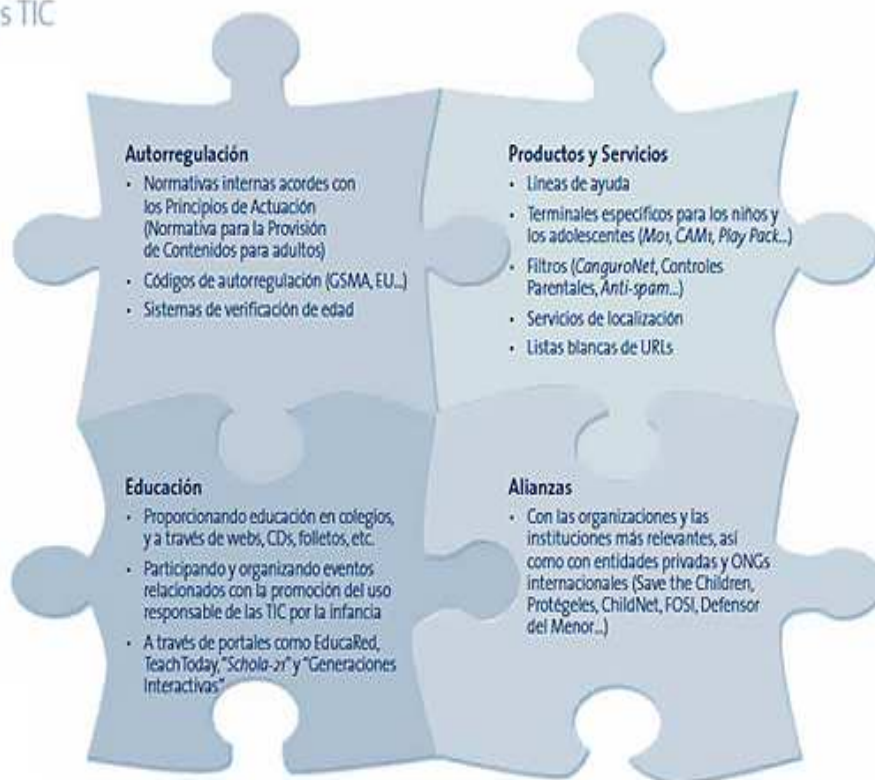 s TIC
Autorregulación
• Normativas internas acordes con
los Principios de Actuación
(Normativa para la Provisión
de Contenidos para adultos)
• Códigos de autorregulación (GSMA, EU...)
• Sistemas de verificación de edad
Productos y Servicios
• Lineas de ayuda
• Terminales específicos para los niños y
los adolescentes (Mo1, CAM1, Play Pack...)
• Filtros (CanguroNet, Controles
Parentales, Anti-spam...)
• Servicios de localización
• Listas blancas de URLs
Educación
• Proporcionando educación en colegios,
y a través de webs, CDs, folletos, etc.
• Participando y organizando eventos
relacionados con la promoción del uso
responsable de las TIC por la infancia
• A través de portales como EducaRed,
TeachToday, "Schola-21" y "Generaciones
Interactivas"
Alianzas
• Con las organizaciones y las
instituciones más relevantes, así
como con entidades privadas y ONGs
internacionales (Save the Children,
Protégeles, ChildNet, FOSI, Defensor
del Menor...)